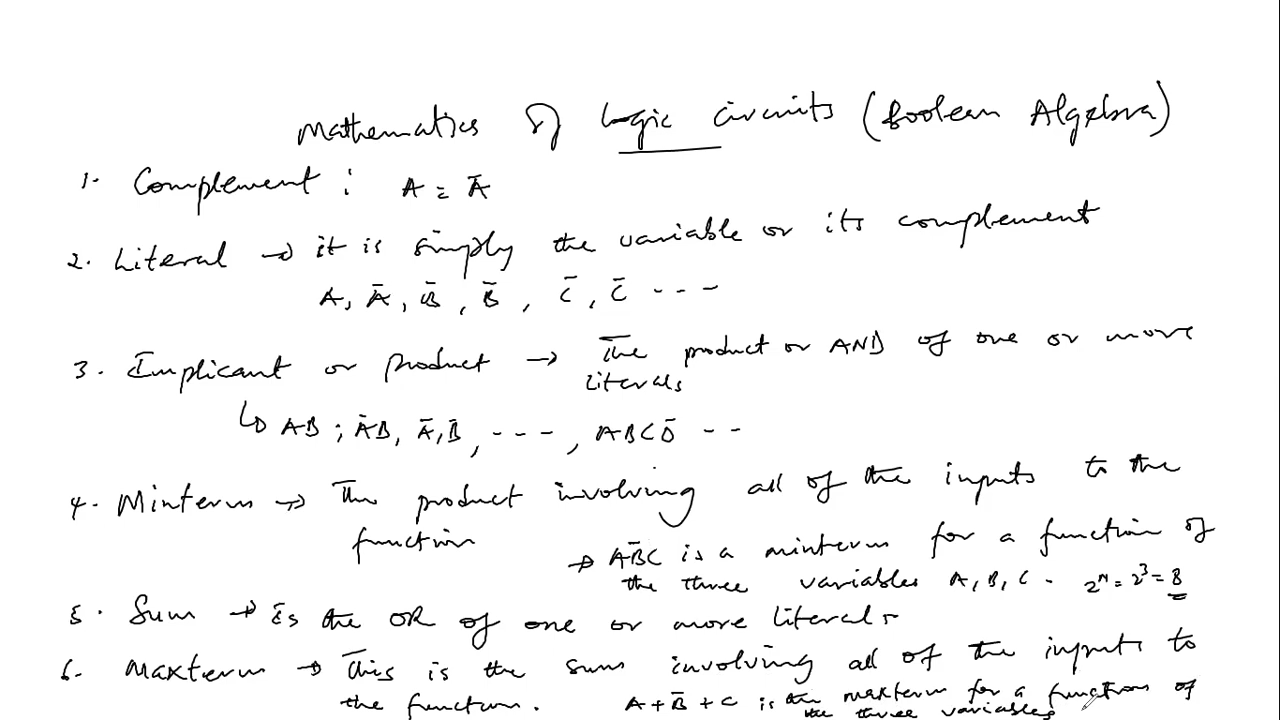 Mathematics of Logic Circuits (Boolean Algebra)
1. Complement : A = Ā
2. Literal → it is simply the variable or its complement
A, Ā, B̄, B̄, C̄, C̄ ---
3. Implicant or product → The product or AND of one or more
literals
↳ AB ; ĀB, Ā,B̄, ---, ABCD̄ --
4. Minterm → The product involving all of the inputs to the
function
→ AB̄C is a minterm for a function of
the three variables A, B, C. 2ⁿ = 2³ = 8
5. Sum → Is the OR of one or more literals
6. Maxterm → This is the sum involving all of the inputs to
the function. A + B̄ + C is the maxterm for a function of
the three variables